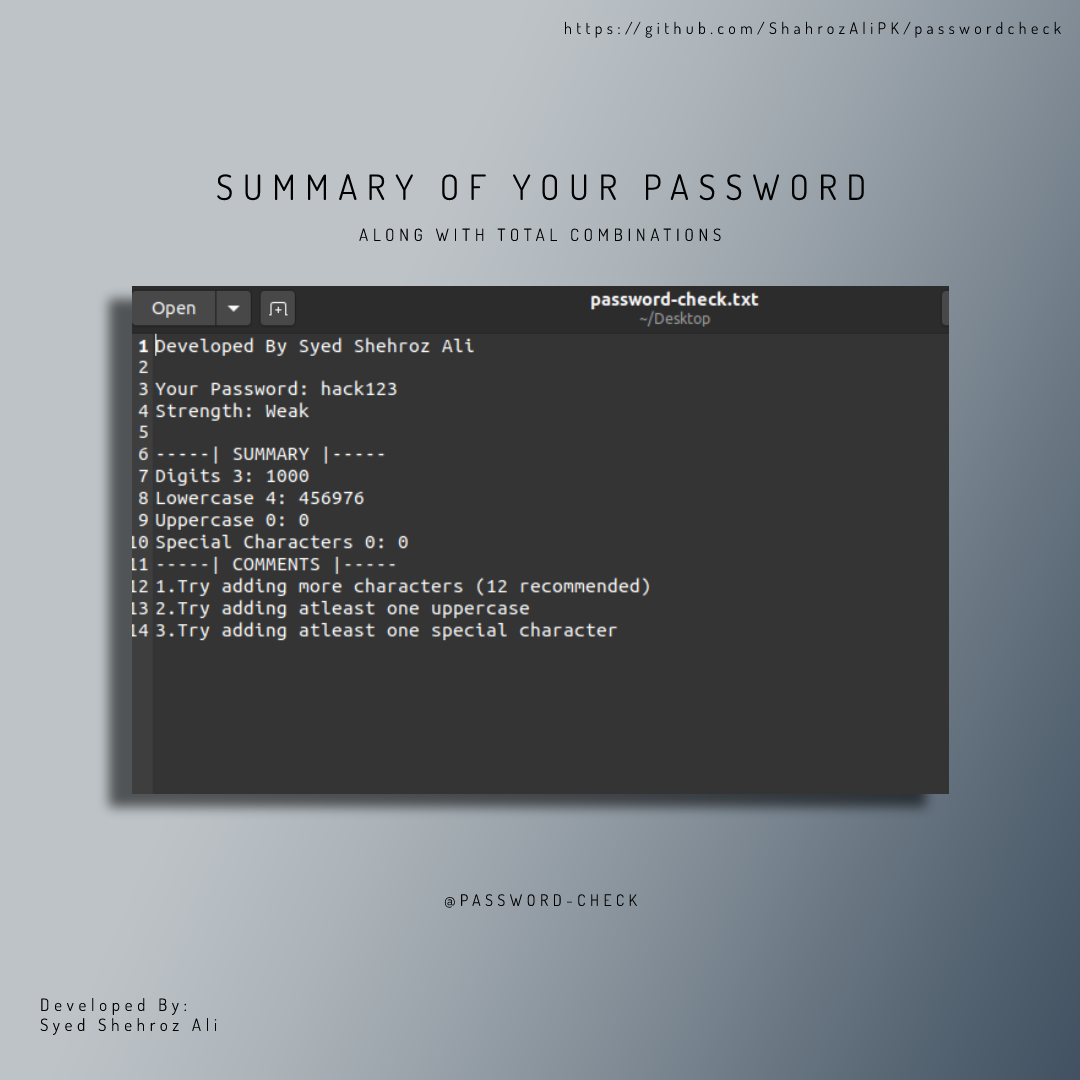 https://github.com/ShahrozAliPK/passwordcheck
SUMMARY OF YOUR PASSWORD
ALONG WITH TOTAL COMBINATIONS
Open
password-check.txt
~/Desktop
1 Developed By Syed Shehroz Ali
2
3 Your Password: hack123
4 Strength: Weak
5
6 -----| SUMMARY |-----
7 Digits 3: 1000
8 Lowercase 4: 456976
9 Uppercase 0: 0
10 Special Characters 0: 0
11 -----| COMMENTS |-----
12 1.Try adding more characters (12 recommended)
13 2.Try adding atleast one uppercase
14 3.Try adding atleast one special character
@PASSWORD-CHECK
Developed By:
Syed Shehroz Ali